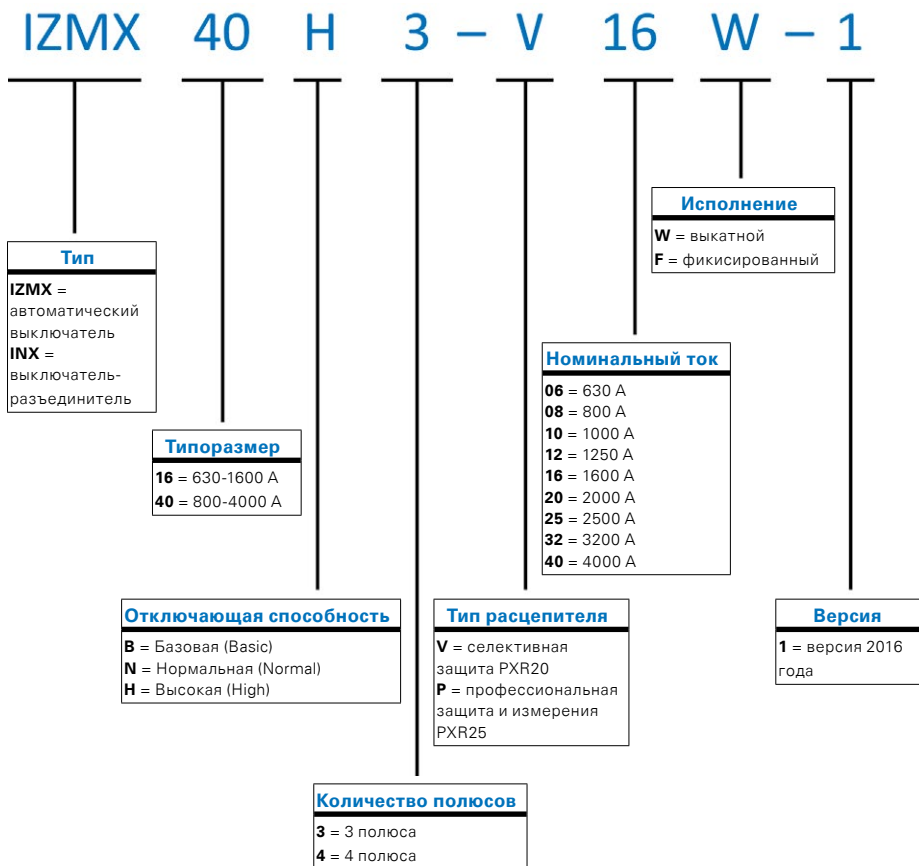 IZMX 40 H 3 – V 16 W – 1
Исполнение
W = выкатной
F = фикисированный
Тип
IZMX =
автоматический
выключатель
INX =
выключатель-
разъединитель
Номинальный ток
06 = 630 A
08 = 800 A
10 = 1000 A
12 = 1250 A
16 = 1600 A
20 = 2000 A
25 = 2500 A
32 = 3200 A
40 = 4000 A
Типоразмер
16 = 630-1600 A
40 = 800-4000 A
Отключающая способность
B = Базовая (Basic)
N = Нормальная (Normal)
H = Высокая (High)
Тип расцепителя
V = селективная
защита PXR20
P = профессиональная
защита и измерения
PXR25
Версия
1 = версия 2016
года
Количество полюсов
3 = 3 полюса
4 = 4 полюса